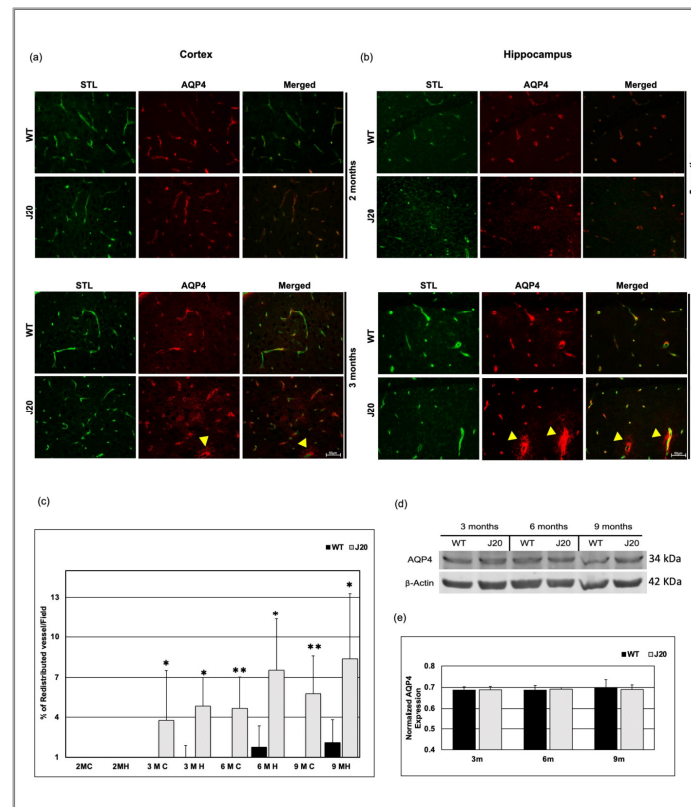 Cortex
Hippocampus
(a)
(b)
STL AQP4 Merged
STL AQP4 Merged
WT
WT
2 months
J20
J20
STL AQP4 Merged
STL AQP4 Merged
WT
WT
3 months
J20
J20
50µm
(c)
(d)
3 months 6 months 9 months
WT J20 WT J20 WT J20
AQP4 34 kDa
β-Actin 42 KDa
WT J20
% of Redistributed vessel/Field
13
10
7
4
1
* * ** * ** *
2MC 2MH 3 M C 3 M H 6 M C 6 M H 9 M C 9 MH
(e)
WT J20
Normalized AQP4
Expression
0.8
0.7
0.6
0.5
0.4
3m 6m 9m